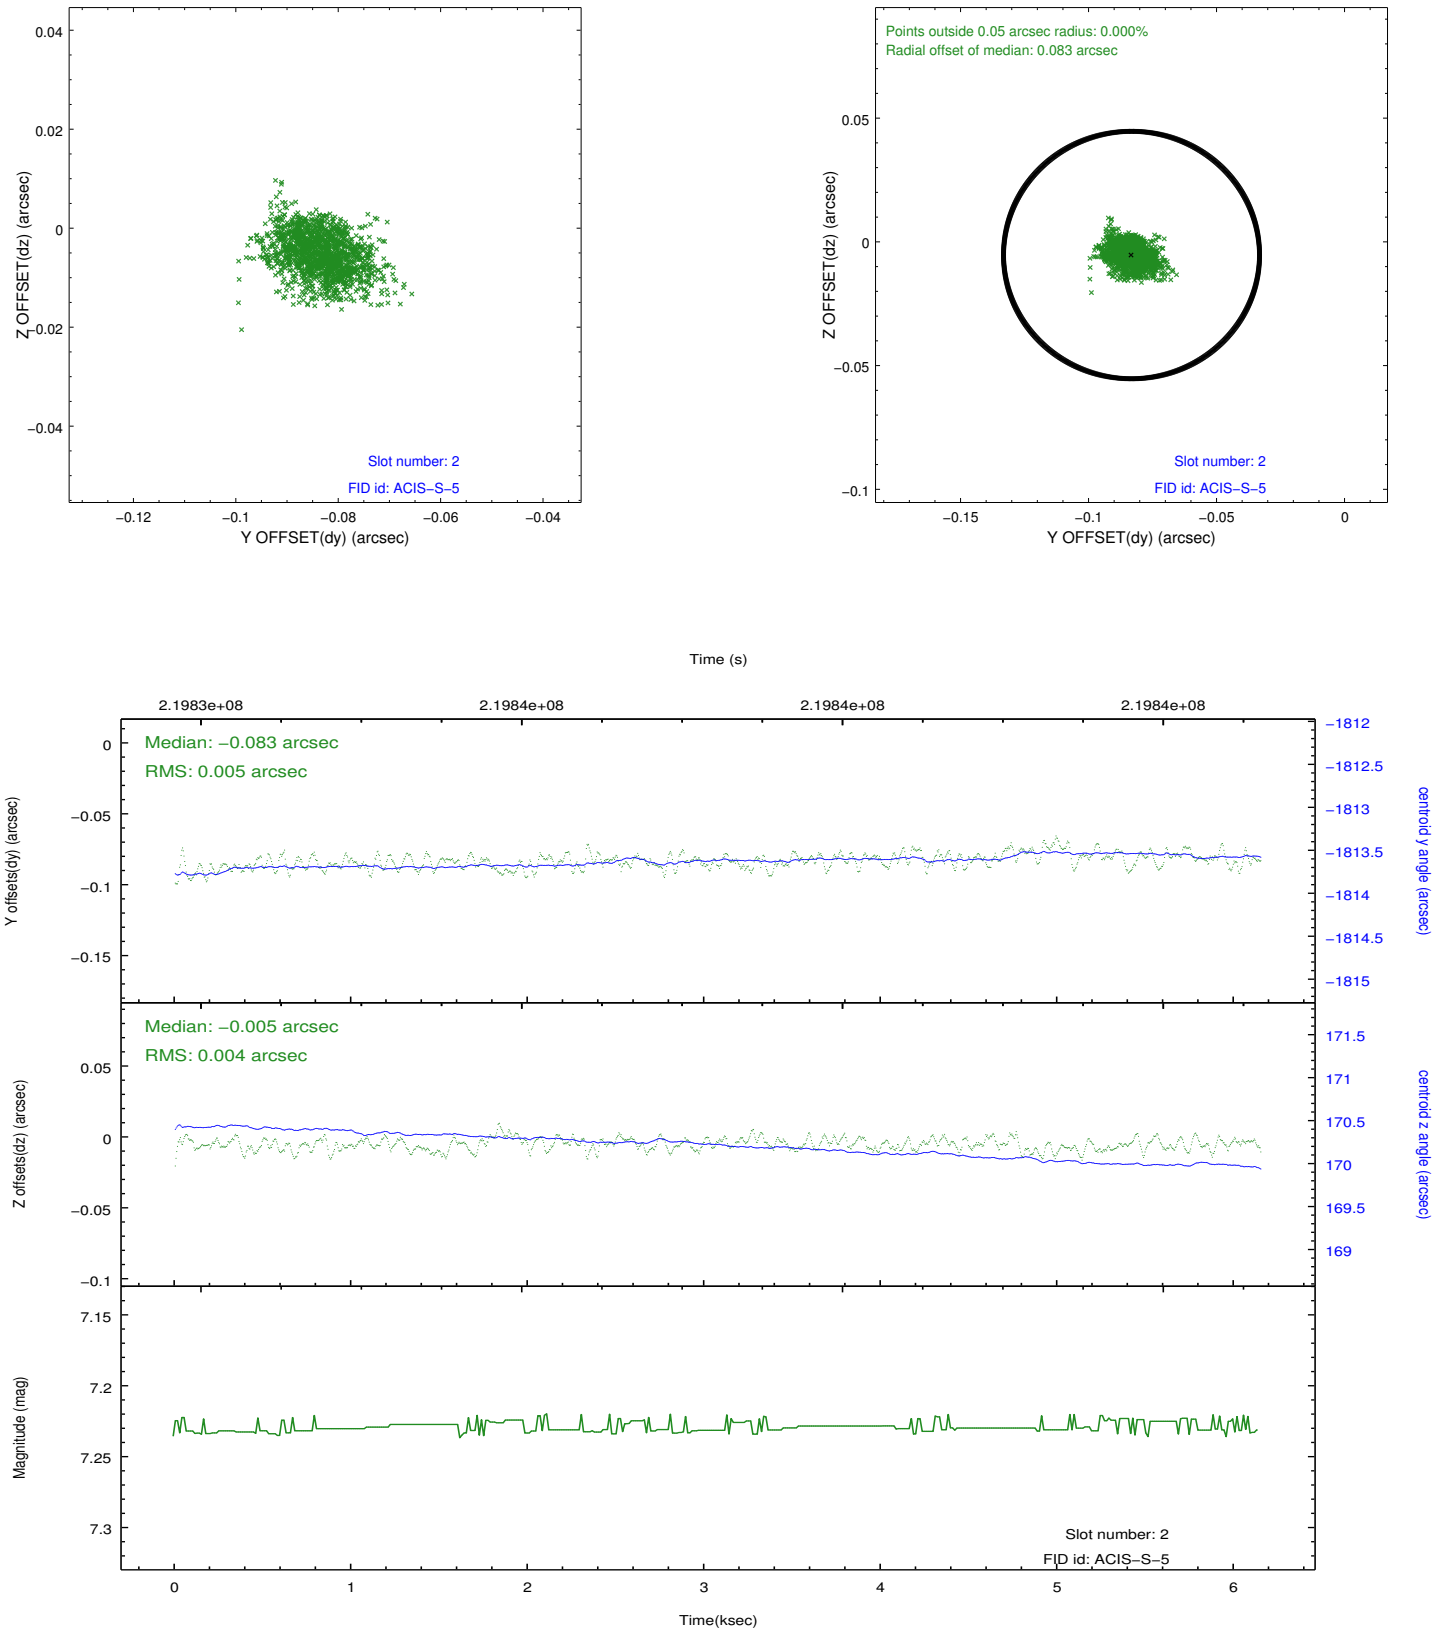 0.04
0.02
0
−0.02
−0.04
Z OFFSET(dz) (arcsec)
Slot number: 2
FID id: ACIS−S−5
−0.12
−0.1
−0.08
−0.06
−0.04
Y OFFSET(dy) (arcsec)
Points outside 0.05 arcsec radius: 0.000%
Radial offset of median: 0.083 arcsec
0.05
0
−0.05
−0.1
Z OFFSET(dz) (arcsec)
Slot number: 2
FID id: ACIS−S−5
−0.15
−0.1
−0.05
0
Y OFFSET(dy) (arcsec)
Time (s)
2.1983e+08
2.1984e+08
2.1984e+08
2.1984e+08
Median: −0.083 arcsec
RMS: 0.005 arcsec
0
−0.05
−0.1
−0.15
Y offsets(dy) (arcsec)
−1812
−1812.5
−1813
−1813.5
−1814
−1814.5
−1815
centroid y angle (arcsec)
Median: −0.005 arcsec
RMS: 0.004 arcsec
0.05
0
−0.05
−0.1
Z offsets(dz) (arcsec)
171.5
171
170.5
170
169.5
169
centroid z angle (arcsec)
7.15
7.2
7.25
7.3
Magnitude (mag)
Slot number: 2
FID id: ACIS−S−5
0
1
2
3
4
5
6
Time(ksec)